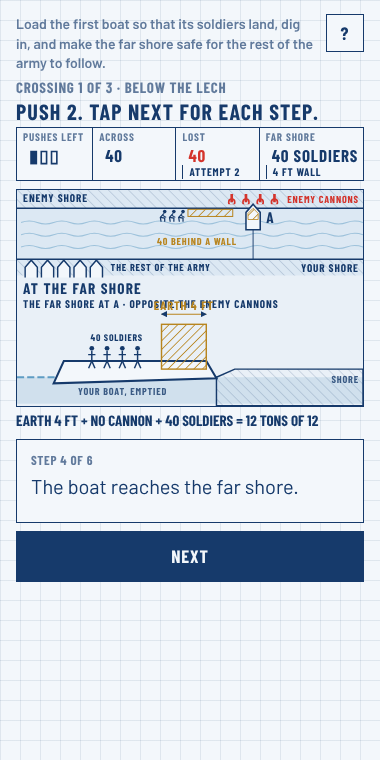 Load the first boat so that its soldiers land, dig
in, and make the far shore safe for the rest of the
army to follow.
?
CROSSING 1 OF 3 · BELOW THE LECH
PUSH 2. TAP NEXT FOR EACH STEP.
PUSHES LEFT
ACROSS
40
LOST
40
ATTEMPT 2
FAR SHORE
40 SOLDIERS
4 FT WALL
ENEMY SHORE
ENEMY CANNONS
A
40 BEHIND A WALL
THE REST OF THE ARMY
YOUR SHORE
AT THE FAR SHORE
THE FAR SHORE AT A · OPPOSITE THE ENEMY CANNONS
EARTH 4 FT
40 SOLDIERS
SHORE
YOUR BOAT, EMPTIED
EARTH 4 FT + NO CANNON + 40 SOLDIERS = 12 TONS OF 12
STEP 4 OF 6
The boat reaches the far shore.
NEXT